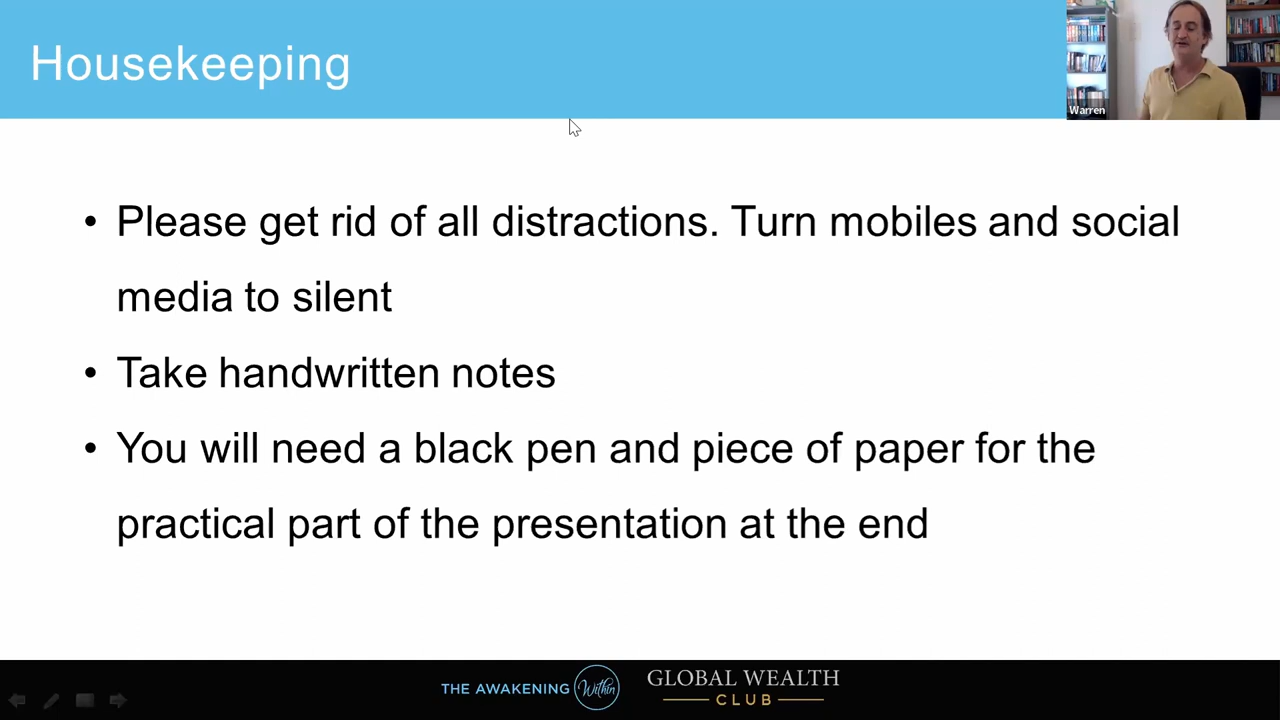 Housekeeping
Warren
• Please get rid of all distractions. Turn mobiles and social
media to silent
• Take handwritten notes
• You will need a black pen and piece of paper for the
practical part of the presentation at the end
THE AWAKENING Within
GLOBAL WEALTH
CLUB